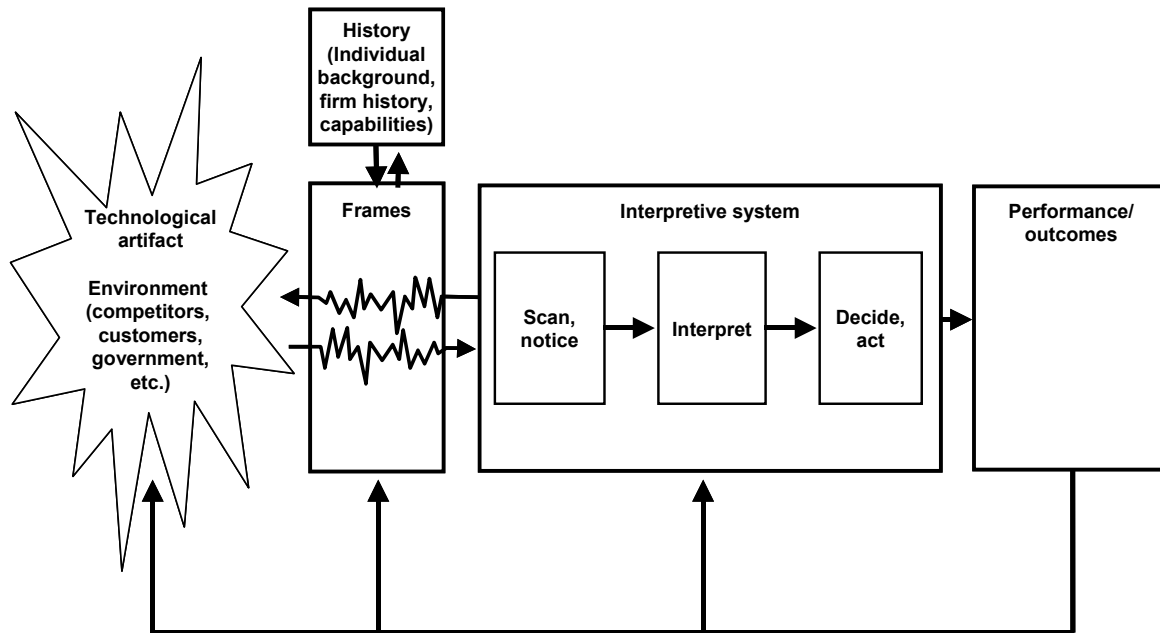 History
(Individual
background,
firm history,
capabilities)
Technological
artifact
Environment
(competitors,
customers,
government,
etc.)
Frames
Interpretive system
Scan,
notice
Interpret
Decide,
act
Performance/
outcomes